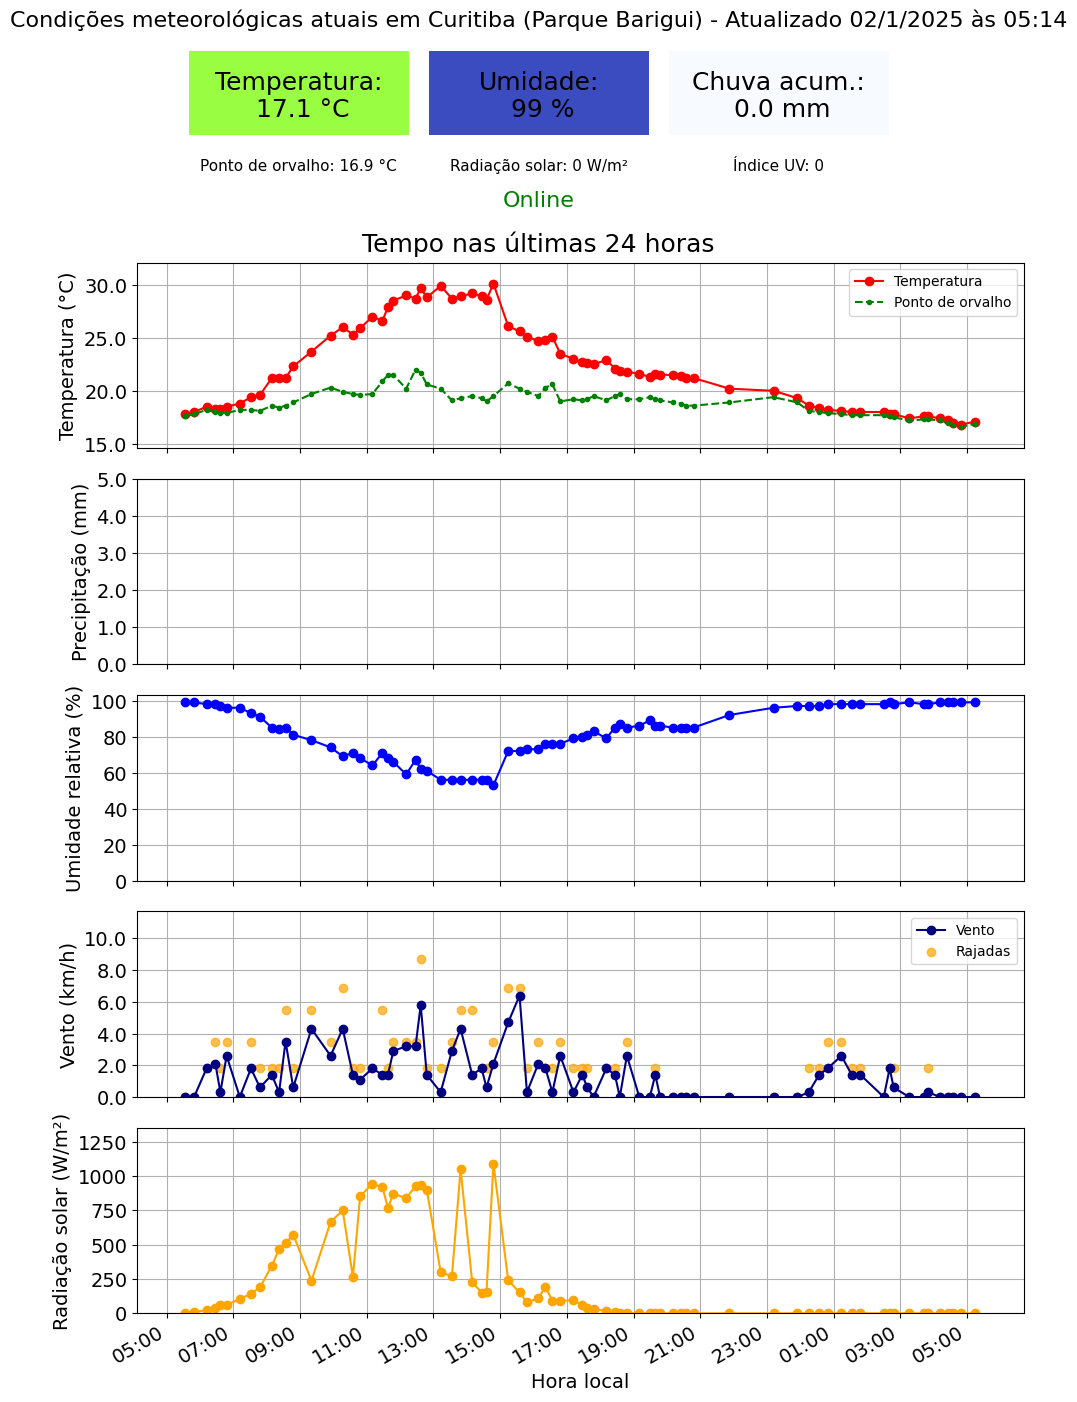 Condições meteorológicas atuais em Curitiba (Parque Barigui) - Atualizado 02/1/2025 às 05:14
Temperatura:
17.1 °C
Umidade:
99 %
Chuva acum.:
0.0 mm
Ponto de orvalho: 16.9 °C
Radiação solar: 0 W/m²
Índice UV: 0
Online
Tempo nas últimas 24 horas
Temperatura (°C)
30.0
25.0
20.0
15.0
Temperatura
Ponto de orvalho
Precipitação (mm)
5.0
4.0
3.0
2.0
1.0
0.0
Umidade relativa (%)
100
80
60
40
20
0
Vento (km/h)
10.0
8.0
6.0
4.0
2.0
0.0
Vento
Rajadas
Radiação solar (W/m²)
1250
1000
750
500
250
0
05:00
07:00
09:00
11:00
13:00
15:00
17:00
19:00
21:00
23:00
01:00
03:00
05:00
Hora local